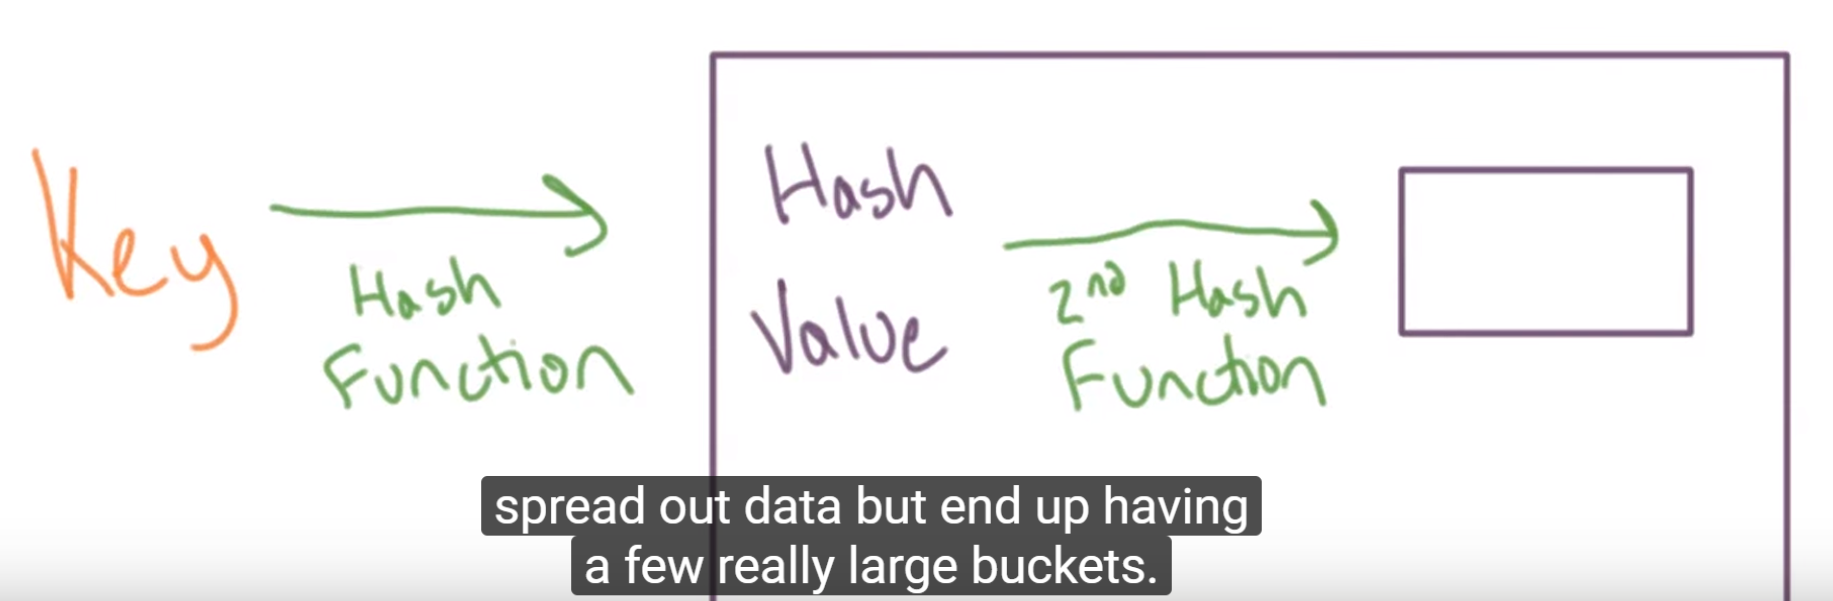 Key
Hash
Function
Hash
Value
2nd Hash
Function
spread out data but end up having
a few really large buckets.